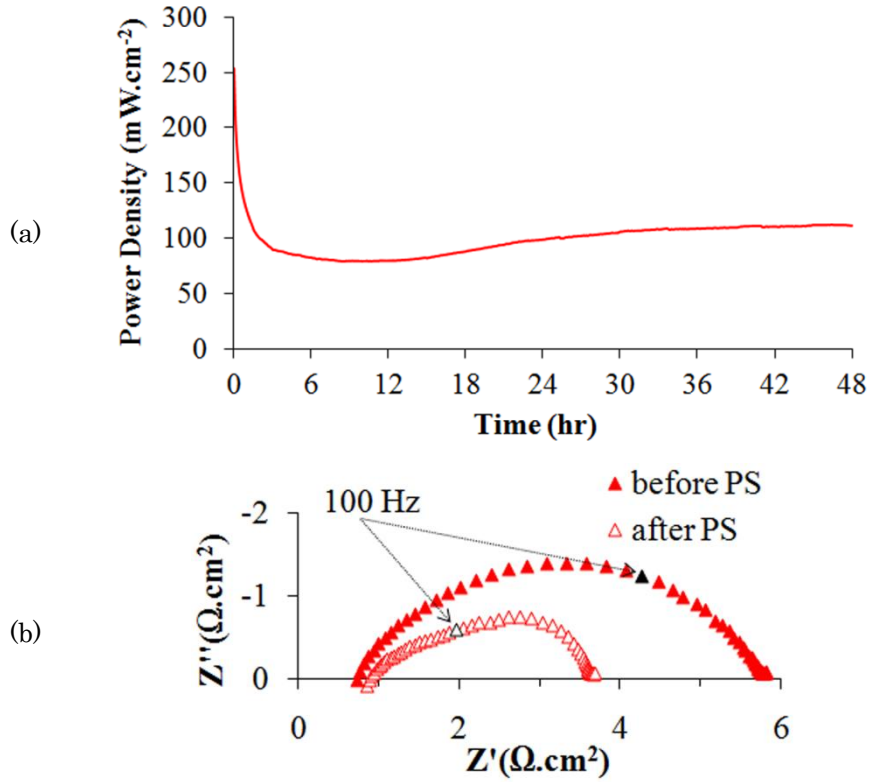 (a)
Power Density (mW.cm-2)
300
250
200
150
100
50
0
0 6 12 18 24 30 36 42 48
Time (hr)
(b)
before PS
after PS
100 Hz
Z''(Ω.cm2)
-2
-1
0
0 2 4 6
Z'(Ω.cm2)